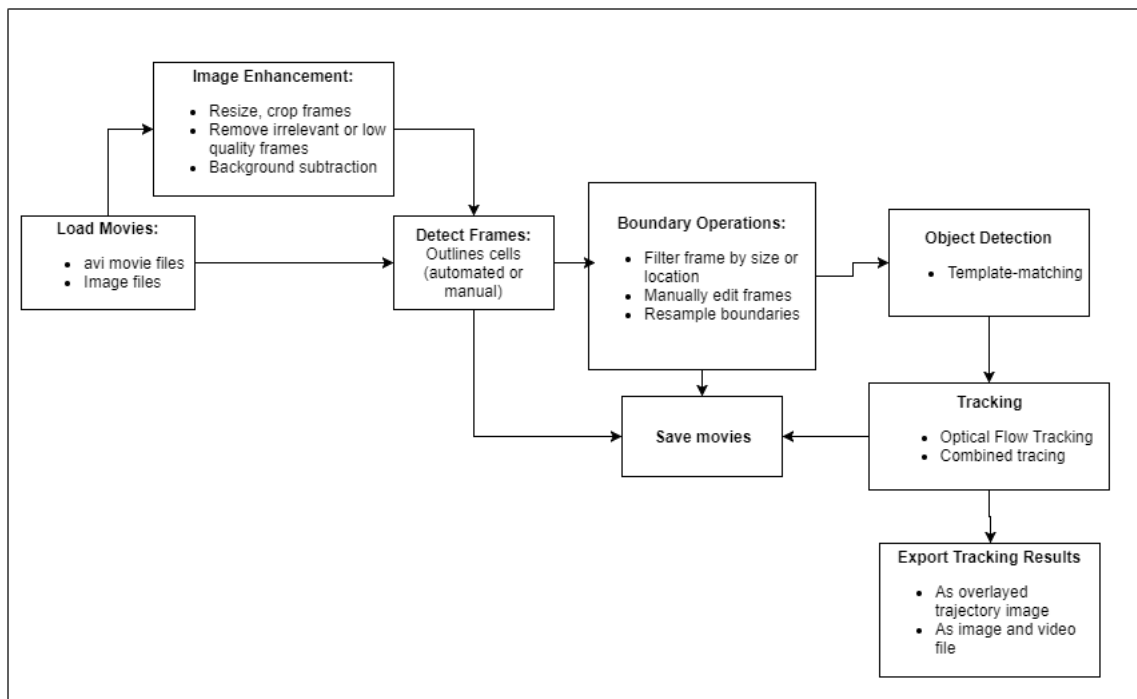 Image Enhancement:
• Resize, crop frames
• Remove irrelevant or low
quality frames
• Background subtraction
Load Movies:
• avi movie files
• Image files
Detect Frames:
Outlines cells
(automated or
manual)
Boundary Operations:
• Filter frame by size or
location
• Manually edit frames
• Resample boundaries
Object Detection
• Template-matching
Save movies
Tracking
• Optical Flow Tracking
• Combined tracing
Export Tracking Results
• As overlayed
trajectory image
• As image and video
file